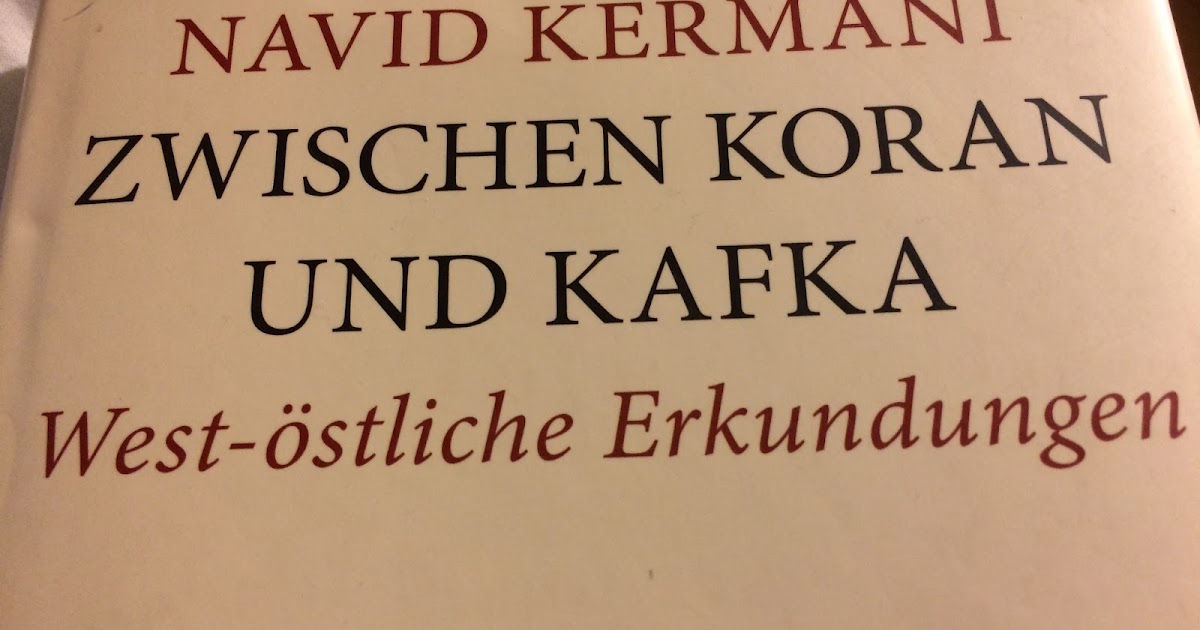 NAVID KERMANI
ZWISCHEN KORAN
UND KAFKA
West-östliche Erkundungen